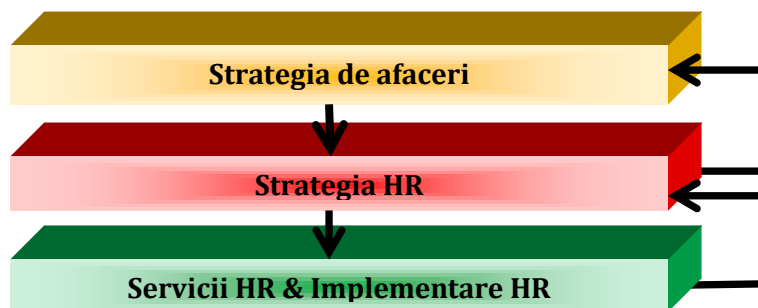 Strategia de afaceri
Strategia HR
Servicii HR & Implementare HR